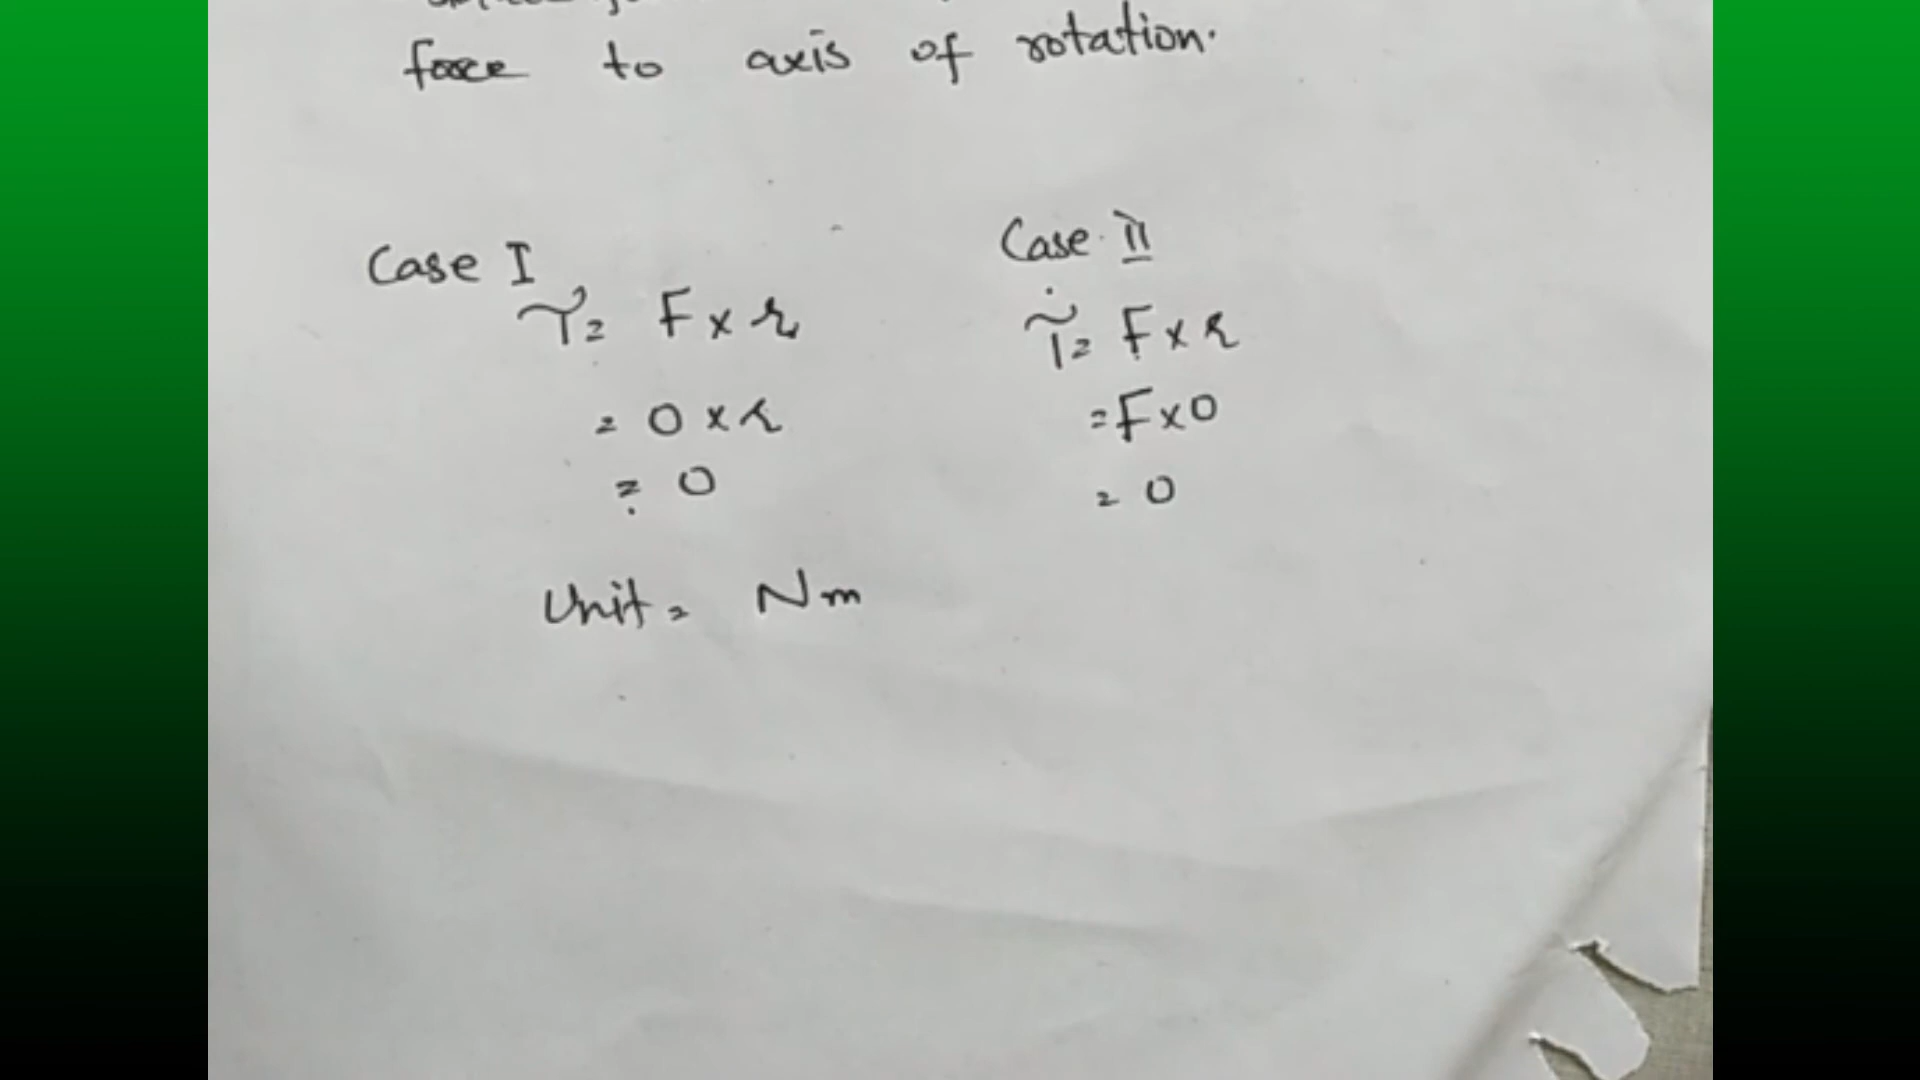 force to axis of rotation.
Case I
τ = F x r
= 0 x r
= 0
Case II
τ = F x r
= F x 0
= 0
Unit = Nm